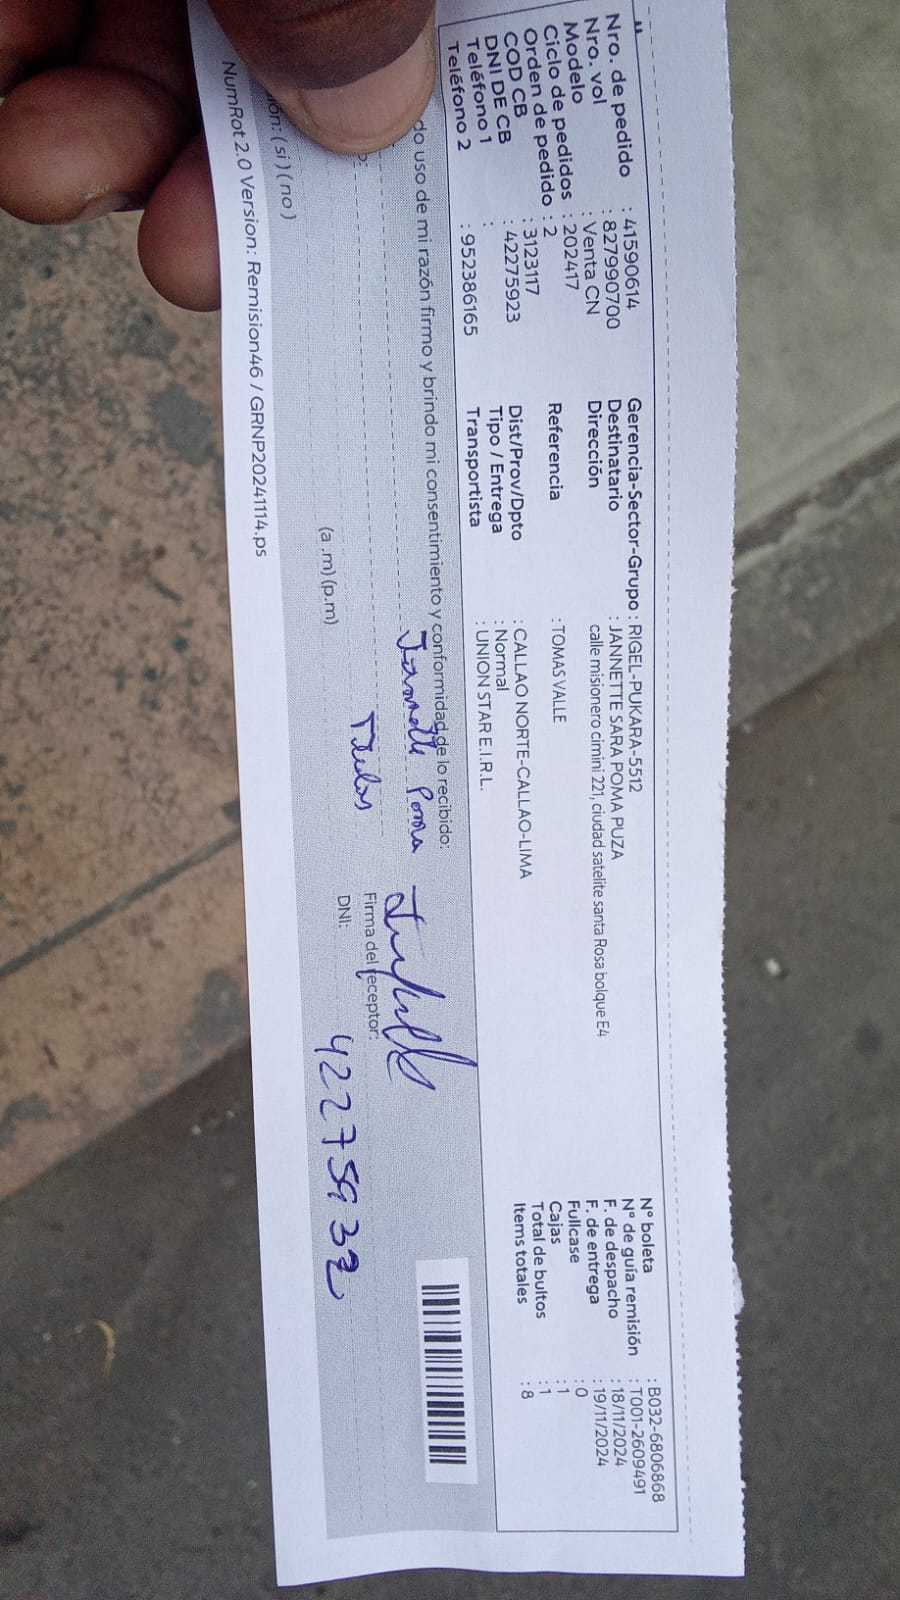 Nro. de pedido : 41590614
Nro. vol : 827990700
Modelo : Venta CN
Ciclo de pedidos : 202417
Orden de pedido : 2
COD CB : 3123117
DNI DE CB : 42275923
Teléfono 1 :
Teléfono 2 : 952386165
Gerencia-Sector-Grupo : RIGEL-PUKARA-5512
Destinatario : JANNETTE SARA POMA PUZA
Dirección calle misionero cimini 221, ciudad satelite santa Rosa bolque E4
Referencia : TOMAS VALLE
Dist/Prov/Dpto : CALLAO NORTE-CALLAO-LIMA
Tipo / Entrega : Normal
Transportista : UNION STAR E.I.R.L.
N° boleta : B032-6806868
N° de guía remisión : T001-2609491
F. de despacho : 18/11/2024
F. de entrega : 19/11/2024
Fullcase : 0
Cajas : 1
Total de bultos : 1
Items totales : 8
do uso de mi razón firmo y brindo mi consentimiento y conformidad de lo recibido:
Poma
Firma del receptor:
DNI: 42275932
(a .m) (p.m)
ión: ( si ) ( no )
NumRot 2.0 Version: Remision46 / GRNP20241114.ps